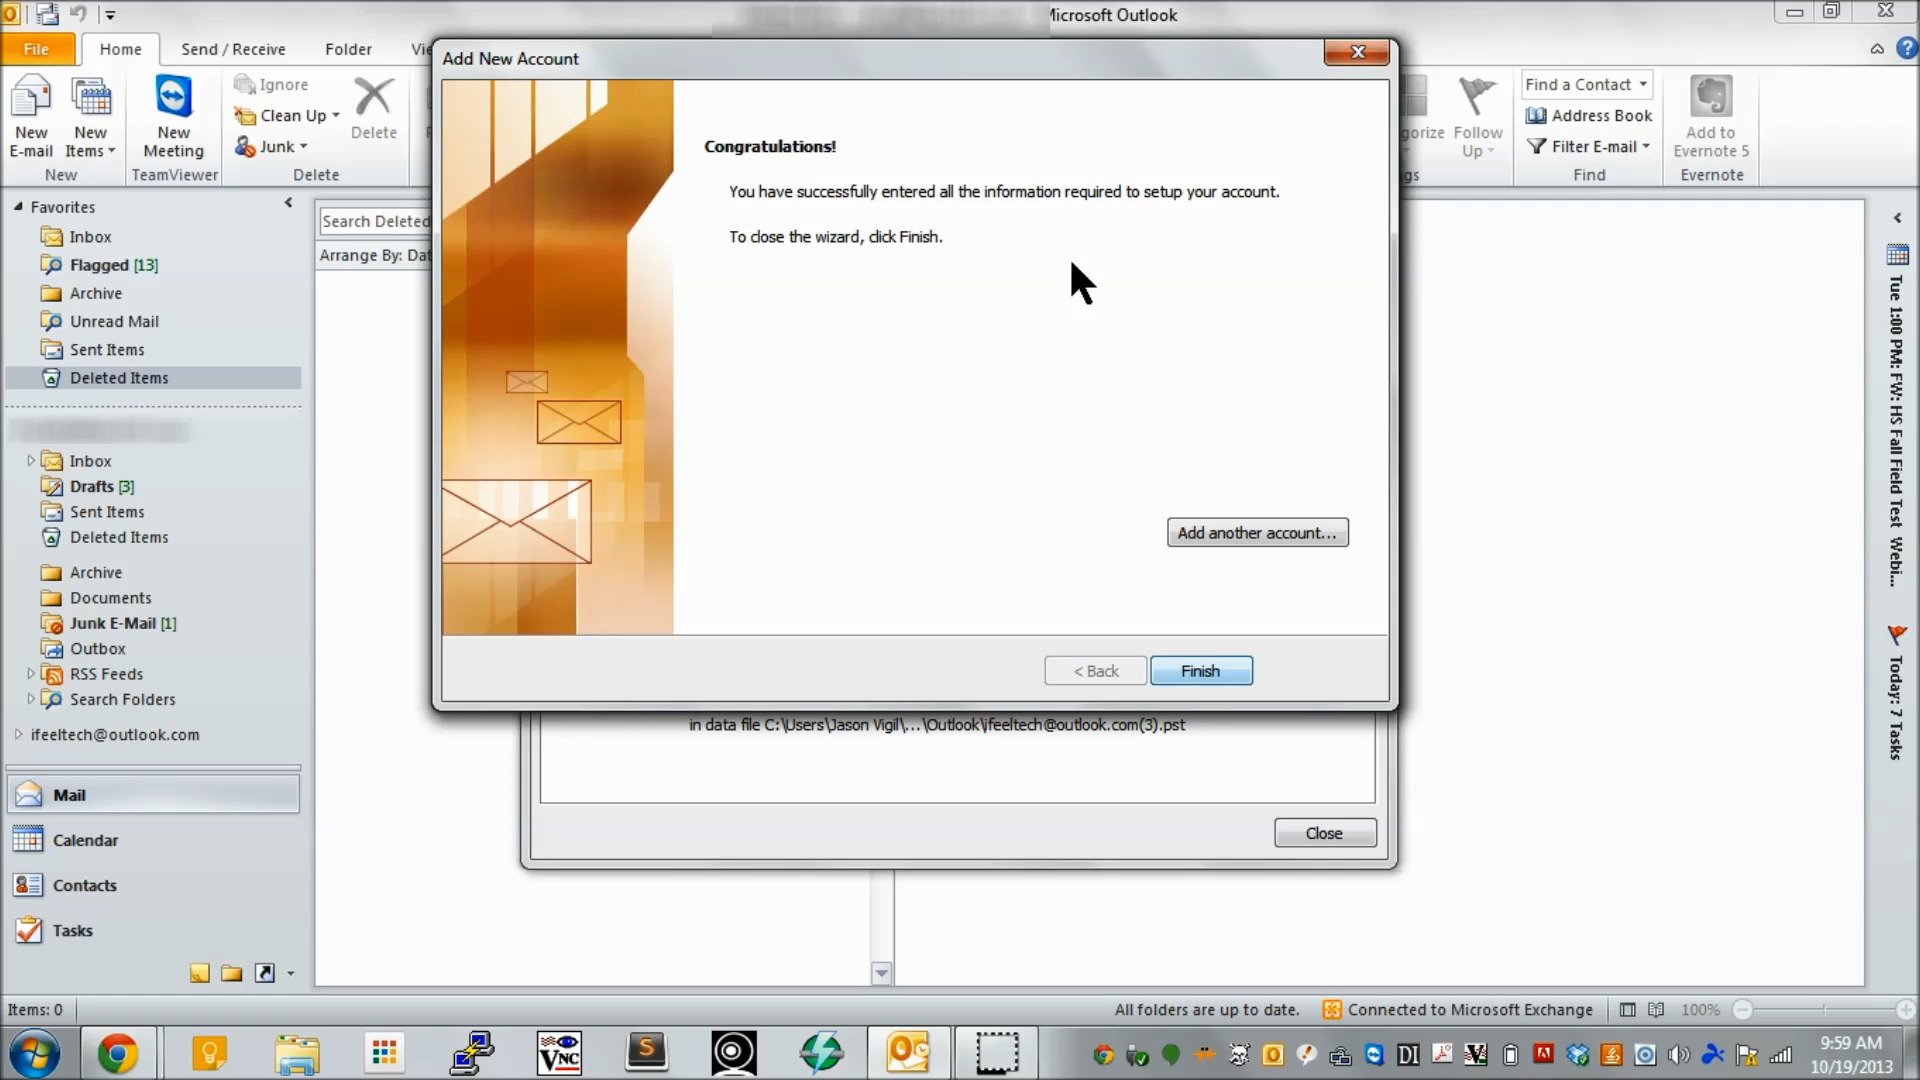 Microsoft Outlook
File
Home
Send / Receive
Folder
Add New Account
New E-mail
New Items
New
New Meeting
TeamViewer
Ignore
Clean Up
Junk
Delete
Delete
Follow Up
Find a Contact
Address Book
Filter E-mail
Find
Add to Evernote 5
Evernote
Favorites
Inbox
Flagged [13]
Archive
Unread Mail
Sent Items
Deleted Items
Inbox
Drafts [3]
Sent Items
Deleted Items
Archive
Documents
Junk E-Mail [1]
Outbox
RSS Feeds
Search Folders
ifeeltech@outlook.com
Mail
Calendar
Contacts
Tasks
Search Deleted
Arrange By: Dat
Congratulations!
You have successfully entered all the information required to setup your account.
To close the wizard, click Finish.
Add another account...
< Back
Finish
in data file C:\Users\Jason Vigil\...\Outlook\ifeeltech@outlook.com(3).pst
Close
Tue 1:00 PM: FW: HS Fall Field Test Webi...
Today: 7 Tasks
Items: 0
All folders are up to date.
Connected to Microsoft Exchange
100%
VNC
S
DI
9:59 AM
10/19/2013